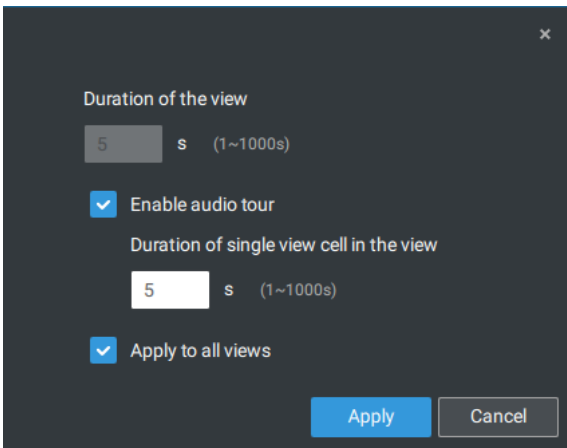 ×
Duration of the view
5 s (1~1000s)
Enable audio tour
Duration of single view cell in the view
5 s (1~1000s)
Apply to all views
Apply Cancel